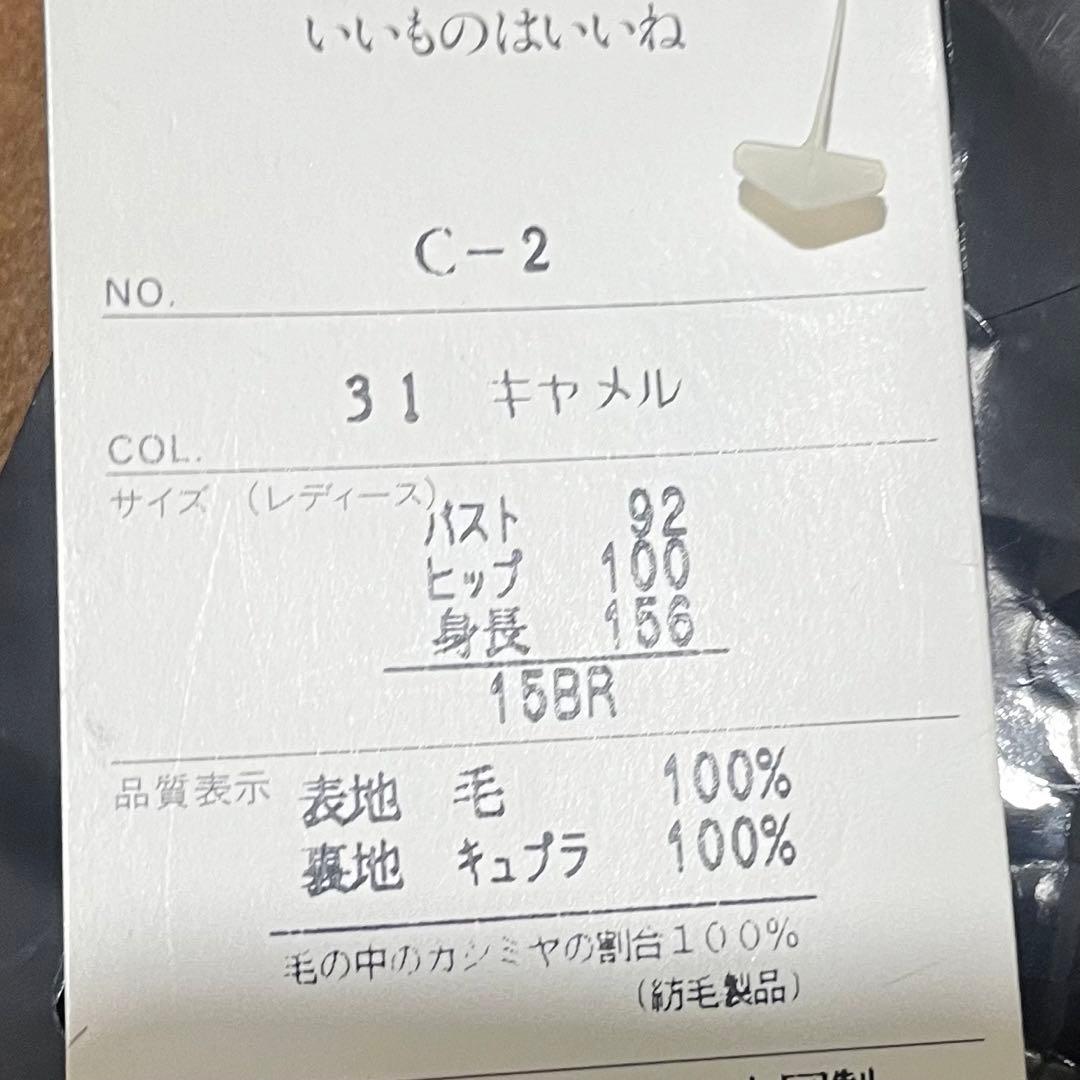 いいものはいいね
C-2
NO.
31 キャメル
COL.
サイズ (レディース)
バスト 92
ヒップ 100
身長 156
15BR
品質表示 表地 毛 100%
裏地 キュプラ 100%
毛の中のカシミヤの割合100%
(紡毛製品)